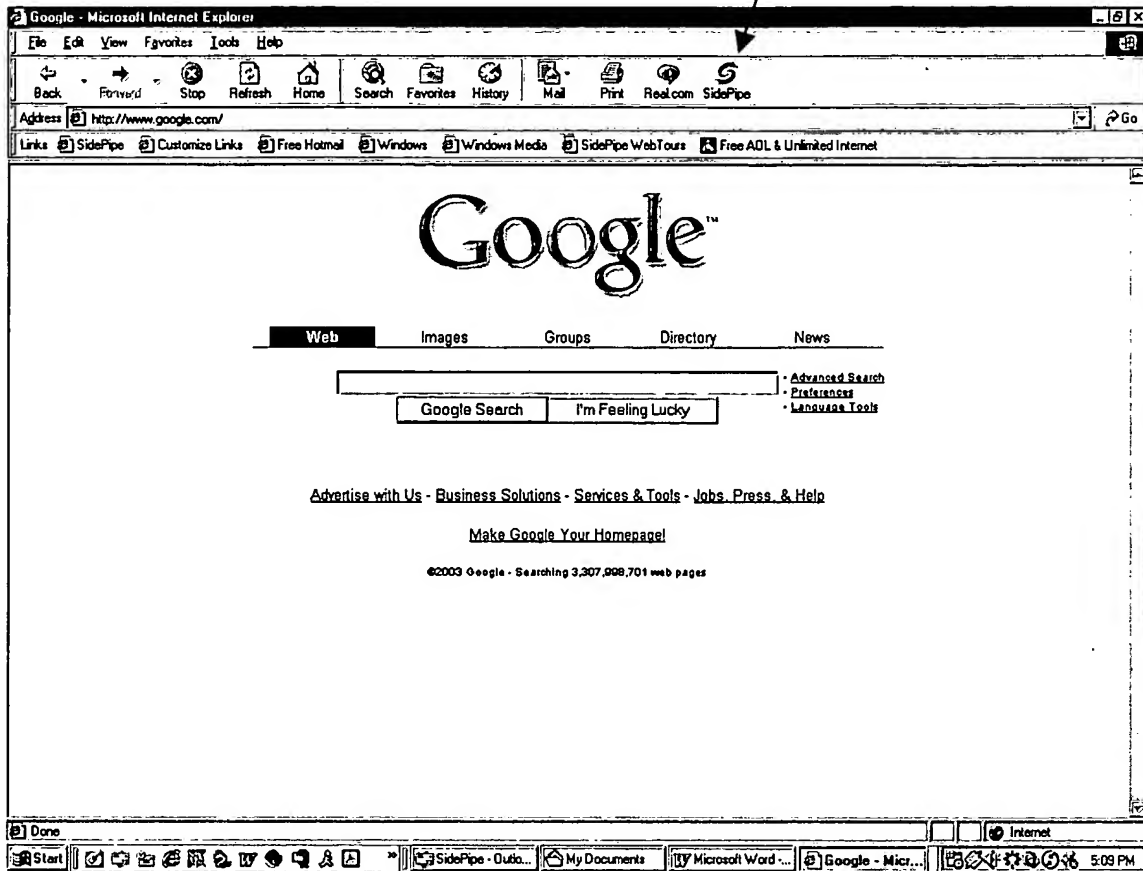 Google - Microsoft Internet Explorer
File Edit View Favorites Tools Help
Back Forward Stop Refresh Home Search Favorites History Mail Print Real.com SidePipe
Address http://www.google.com/ Go
Links SidePipe Customize Links Free Hotmail Windows Windows Media SidePipe WebTours Free AOL & Unlimited Internet
Google™
Web Images Groups Directory News
• Advanced Search
• Preferences
• Language Tools
Google Search I'm Feeling Lucky
Advertise with Us - Business Solutions - Services & Tools - Jobs, Press, & Help
Make Google Your Homepage!
©2003 Google - Searching 3,307,998,701 web pages
Done Internet
Start SidePipe - Outlo... My Documents Microsoft Word -... Google - Micr... 5:09 PM